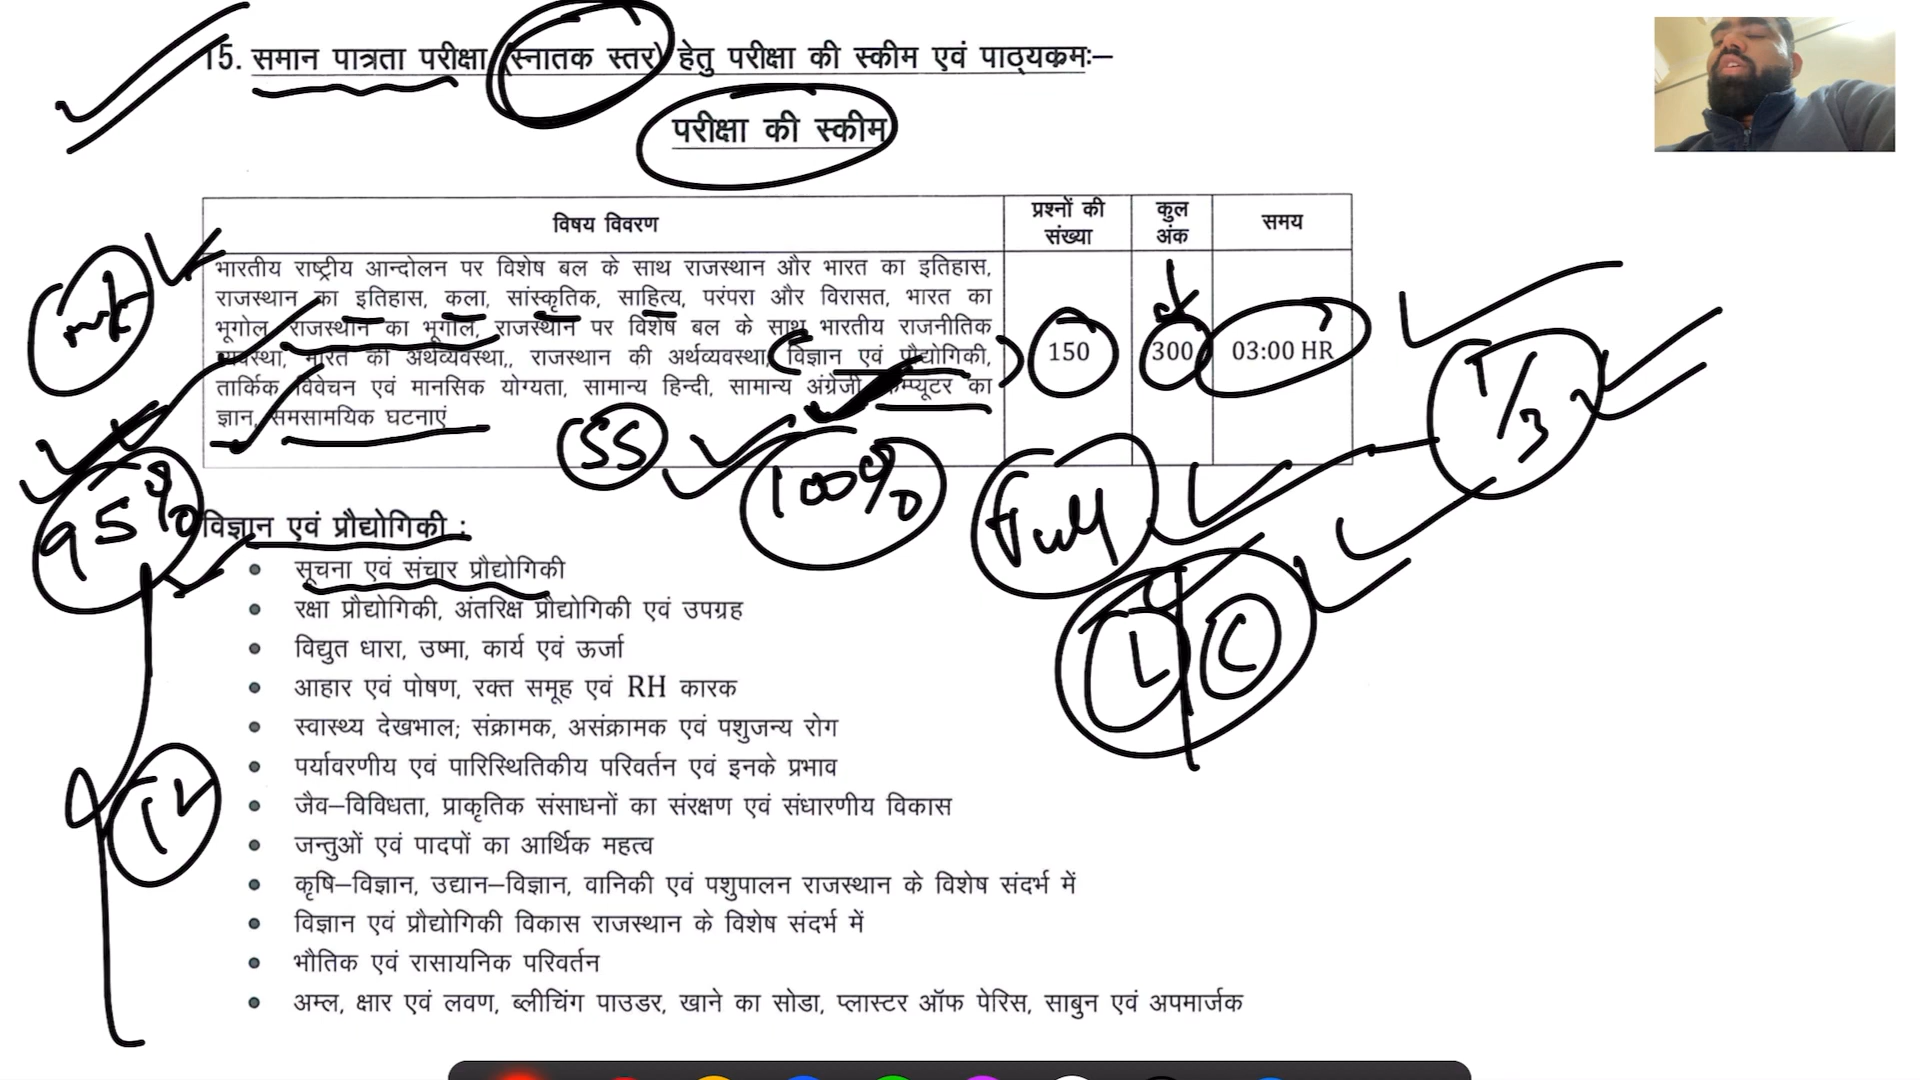 15. समान पात्रता परीक्षा (स्नातक स्तर) हेतु परीक्षा की स्कीम एवं पाठ्यक्रमः–
परीक्षा की स्कीम
विषय विवरण
प्रश्नों की
संख्या
कुल
अंक
समय
भारतीय राष्ट्रीय आन्दोलन पर विशेष बल के साथ राजस्थान और भारत का इतिहास,
राजस्थान का इतिहास, कला, सांस्कृतिक, साहित्य, परंपरा और विरासत, भारत का
भूगोल, राजस्थान का भूगोल, राजस्थान पर विशेष बल के साथ भारतीय राजनीतिक
व्यवस्था, भारत की अर्थव्यवस्था,, राजस्थान की अर्थव्यवस्था, विज्ञान एवं प्रौद्योगिकी,
तार्किक विवेचन एवं मानसिक योग्यता, सामान्य हिन्दी, सामान्य अंग्रेजी, कम्प्यूटर का
ज्ञान, समसामयिक घटनाएं
150
300
03:00 HR
1/3
55
100%
Full
95%
L C
विज्ञान एवं प्रौद्योगिकी :
• सूचना एवं संचार प्रौद्योगिकी
• रक्षा प्रौद्योगिकी, अंतरिक्ष प्रौद्योगिकी एवं उपग्रह
• विद्युत धारा, उष्मा, कार्य एवं ऊर्जा
• आहार एवं पोषण, रक्त समूह एवं RH कारक
• स्वास्थ्य देखभाल; संक्रामक, असंक्रामक एवं पशुजन्य रोग
• पर्यावरणीय एवं पारिस्थितिकीय परिवर्तन एवं इनके प्रभाव
• जैव–विविधता, प्राकृतिक संसाधनों का संरक्षण एवं संधारणीय विकास
• जन्तुओं एवं पादपों का आर्थिक महत्व
• कृषि–विज्ञान, उद्यान–विज्ञान, वानिकी एवं पशुपालन राजस्थान के विशेष संदर्भ में
• विज्ञान एवं प्रौद्योगिकी विकास राजस्थान के विशेष संदर्भ में
• भौतिक एवं रासायनिक परिवर्तन
• अम्ल, क्षार एवं लवण, ब्लीचिंग पाउडर, खाने का सोडा, प्लास्टर ऑफ पेरिस, साबुन एवं अपमार्जक